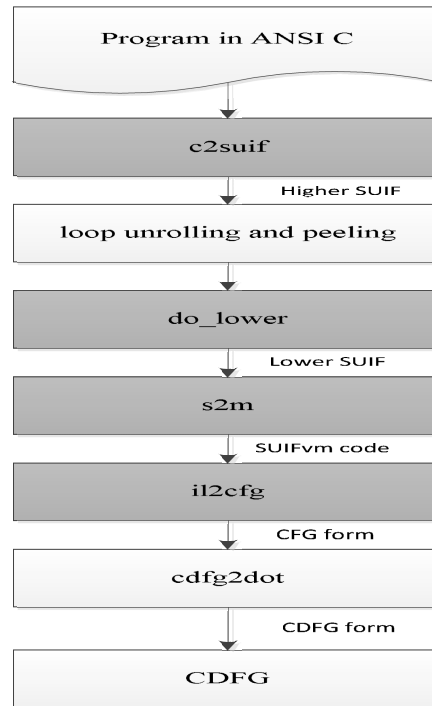 Program in ANSI C
c2suif
Higher SUIF
loop unrolling and peeling
do_lower
Lower SUIF
s2m
SUIFvm code
il2cfg
CFG form
cdfg2dot
CDFG form
CDFG